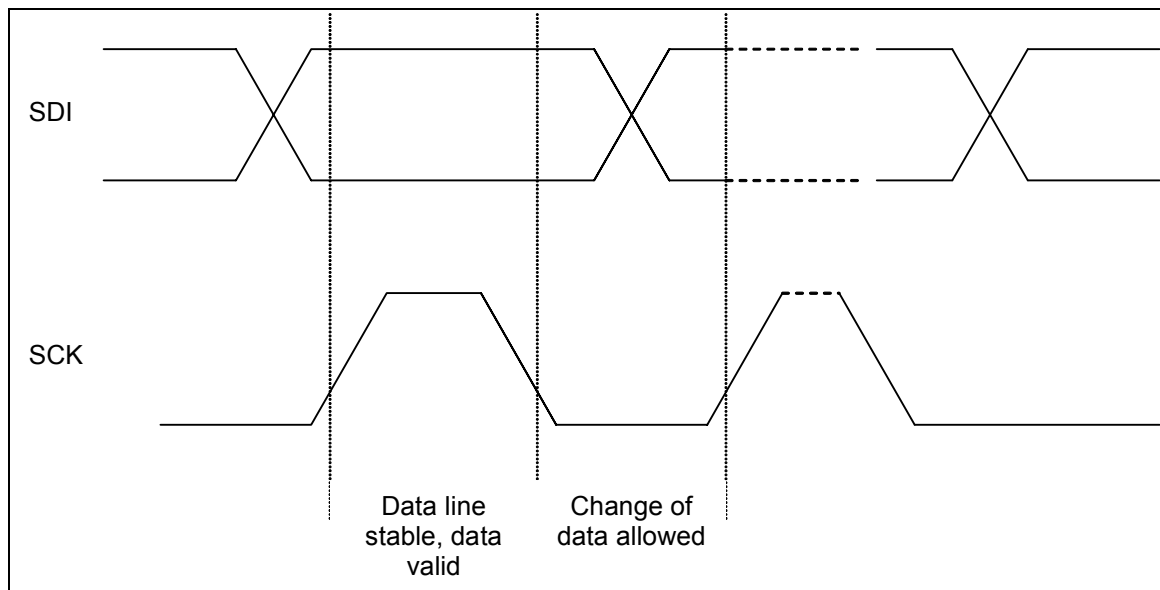 SDI
SCK
Data line
stable, data
valid
Change of
data allowed